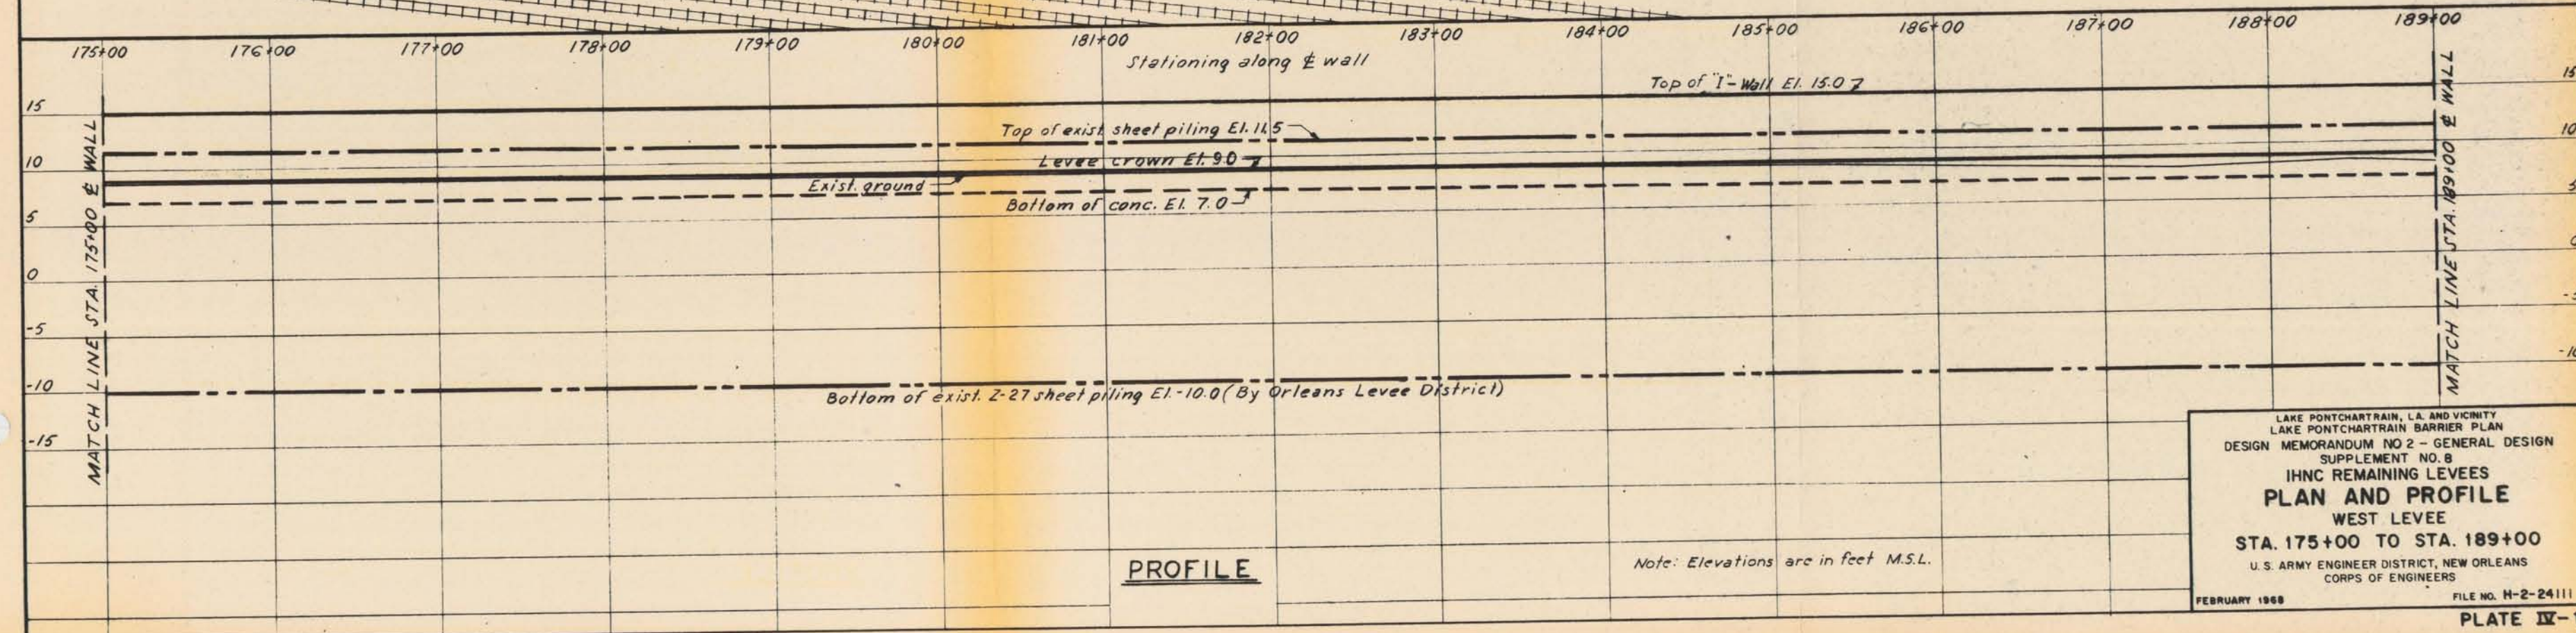 175+00 176+00 177+00 178+00 179+00 180+00 181+00 182+00 183+00 184+00 185+00 186+00 187+00 188+00 189+00
Stationing along ℄ wall
Top of "I"-Wall El. 15.0
15
15
Top of exist. sheet piling El. 11.5
10
10
Levee crown El. 9.0
Exist. ground
5
5
Bottom of conc. El. 7.0
0
0
-5
-10
-10
Bottom of exist. Z-27 sheet piling El. -10.0 (By Orleans Levee District)
-15
MATCH LINE STA. 175+00 ℄ WALL
MATCH LINE STA. 189+00 ℄ WALL
PROFILE
Note: Elevations are in feet M.S.L.
LAKE PONTCHARTRAIN, LA. AND VICINITY
LAKE PONTCHARTRAIN BARRIER PLAN
DESIGN MEMORANDUM NO 2 - GENERAL DESIGN
SUPPLEMENT NO. 8
IHNC REMAINING LEVEES
PLAN AND PROFILE
WEST LEVEE
STA. 175+00 TO STA. 189+00
U. S. ARMY ENGINEER DISTRICT, NEW ORLEANS
CORPS OF ENGINEERS
FEBRUARY 1968 FILE NO. H-2-24111
PLATE IV-